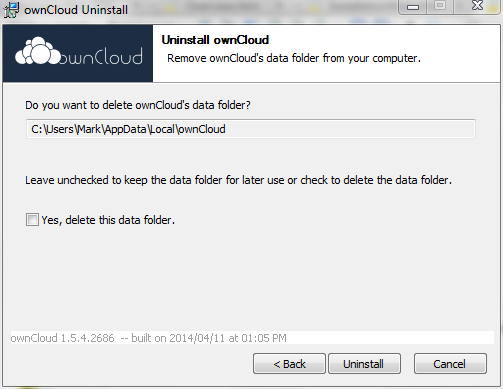 ownCloud Uninstall
ownCloud
Uninstall ownCloud
Remove ownCloud's data folder from your computer.
Do you want to delete ownCloud's data folder?
C:\Users\Mark\AppData\Local\ownCloud
Leave unchecked to keep the data folder for later use or check to delete the data folder.
Yes, delete this data folder.
ownCloud 1.5.4.2686 -- built on 2014/04/11 at 01:05 PM
< Back Uninstall Cancel